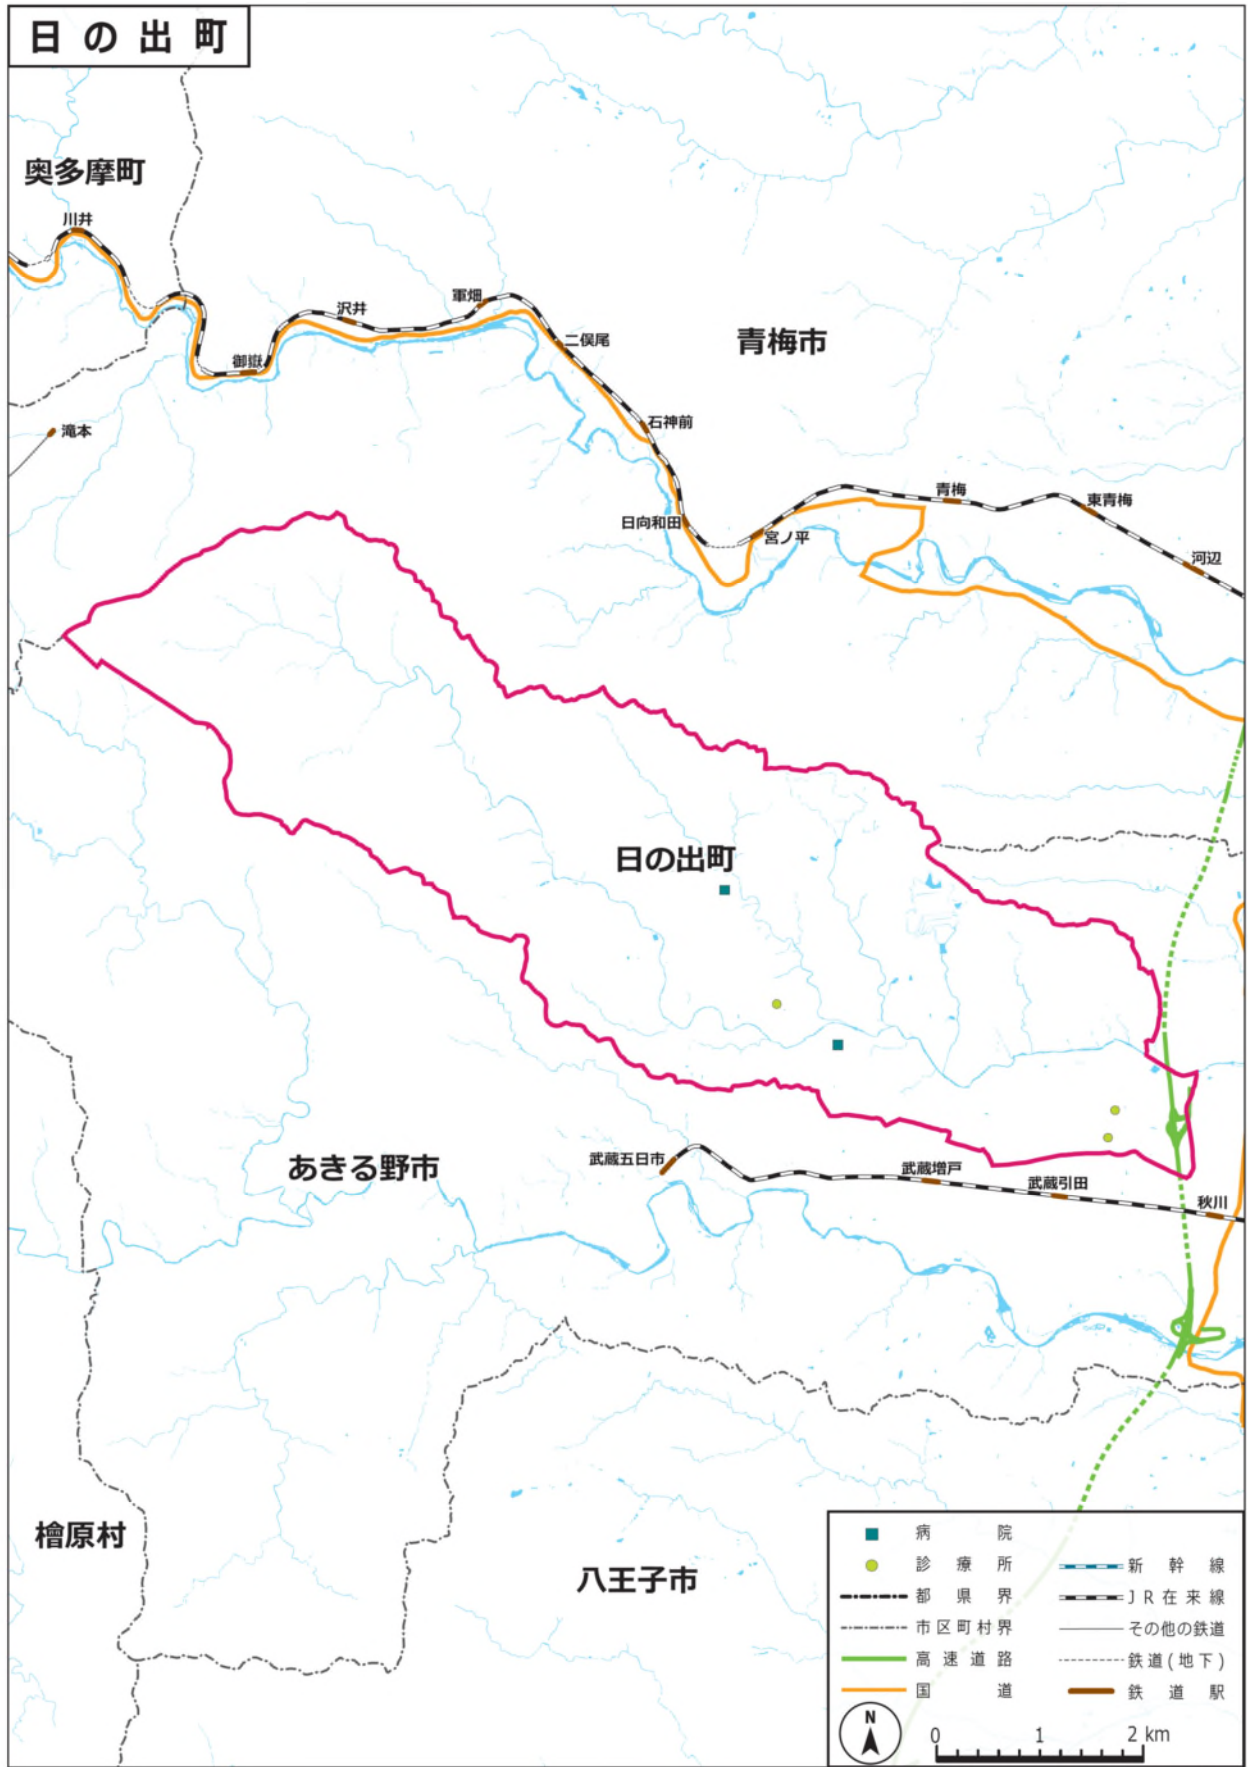 日の出町
奥多摩町
川井
沢井
軍畑
二俣尾
青梅市
御嶽
滝本
石神前
日向和田
宮ノ平
青梅
東青梅
河辺
日の出町
あきる野市
武蔵五日市
武蔵増戸
武蔵引田
秋川
檜原村
八王子市
病院
診療所
都県界
市区町村界
高速道路
国道
新幹線
JR在来線
その他の鉄道
鉄道(地下)
鉄道駅
N
0 1 2 km